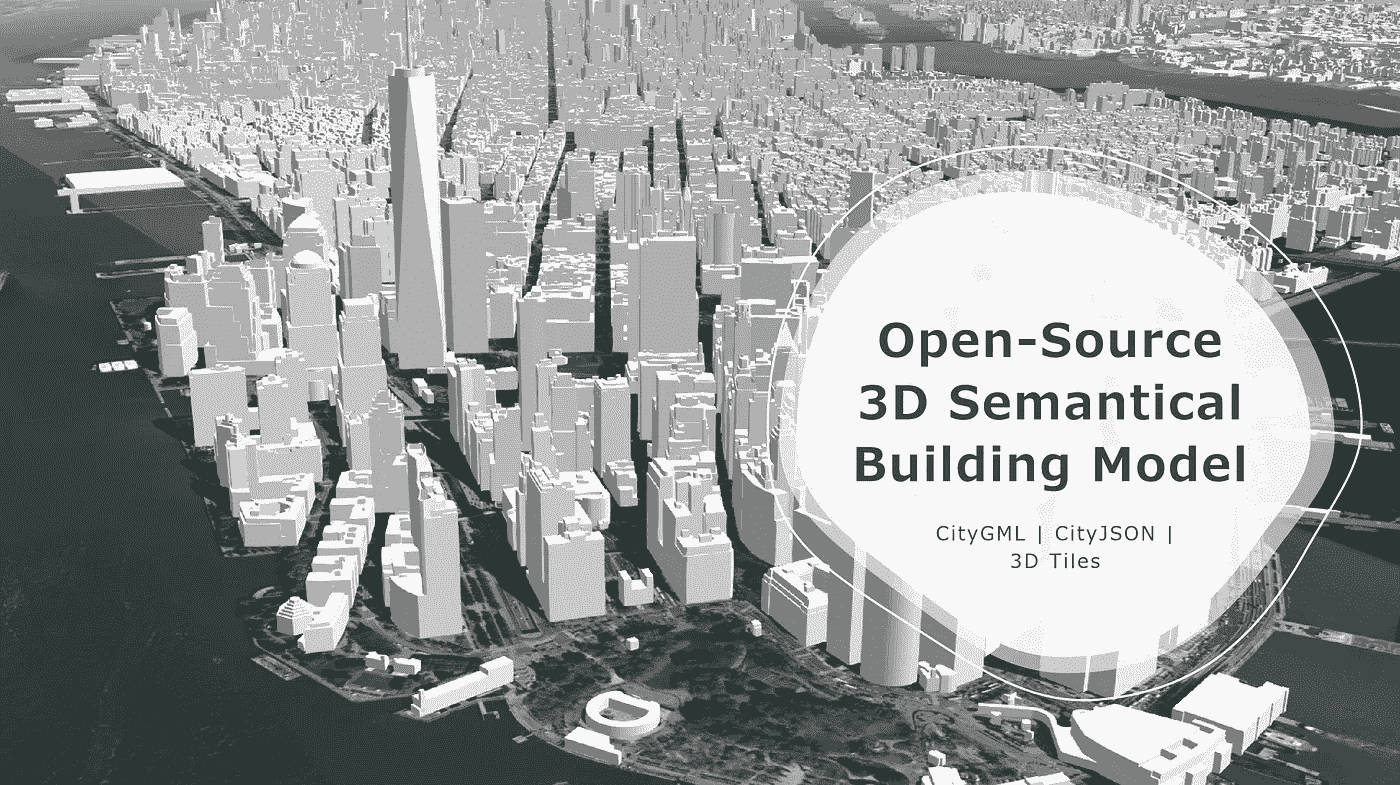 Open-Source
3D Semantical
Building Model
CityGML | CityJSON |
3D Tiles